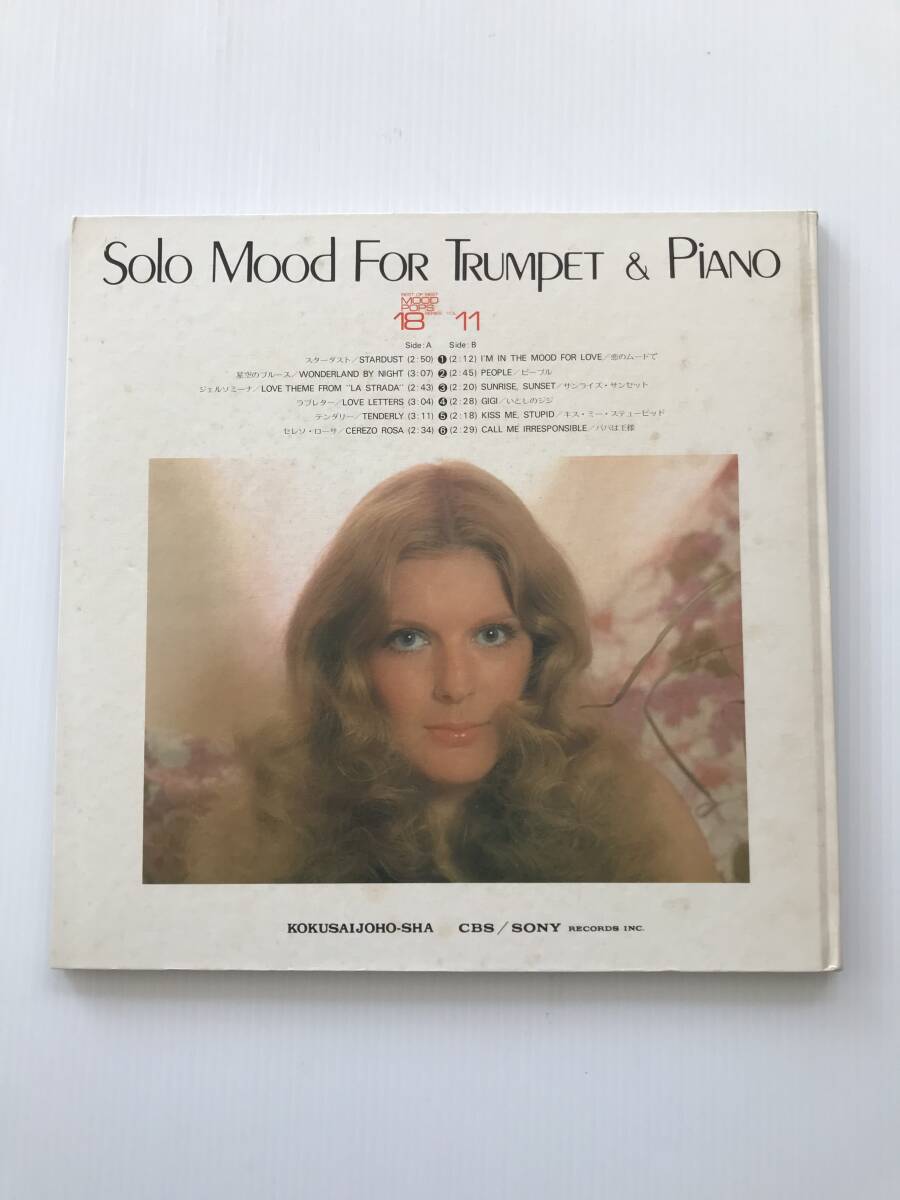 Solo Mood For Trumpet & Piano
BEST OF BEST
MOOD
POPS
18 SERIES VOL. 11
Side: A Side: B
スターダスト／STARDUST (2:50) ❶ (2:12) I'M IN THE MOOD FOR LOVE／恋のムードで
星空のブルース／WONDERLAND BY NIGHT (3:07) ❷ (2:45) PEOPLE／ピープル
ジェルソミーナ／LOVE THEME FROM "LA STRADA" (2:43) ❸ (2:20) SUNRISE, SUNSET／サンライズ・サンセット
ラブレター／LOVE LETTERS (3:04) ❹ (2:28) GIGI／いとしのジジ
テンダリー／TENDERLY (3:11) ❺ (2:18) KISS ME, STUPID／キス・ミー・ステューピッド
セレソ・ローサ／CEREZO ROSA (2:34) ❻ (2:29) CALL ME IRRESPONSIBLE／パパは王様
KOKUSAIJOHO-SHA CBS／SONY RECORDS INC.